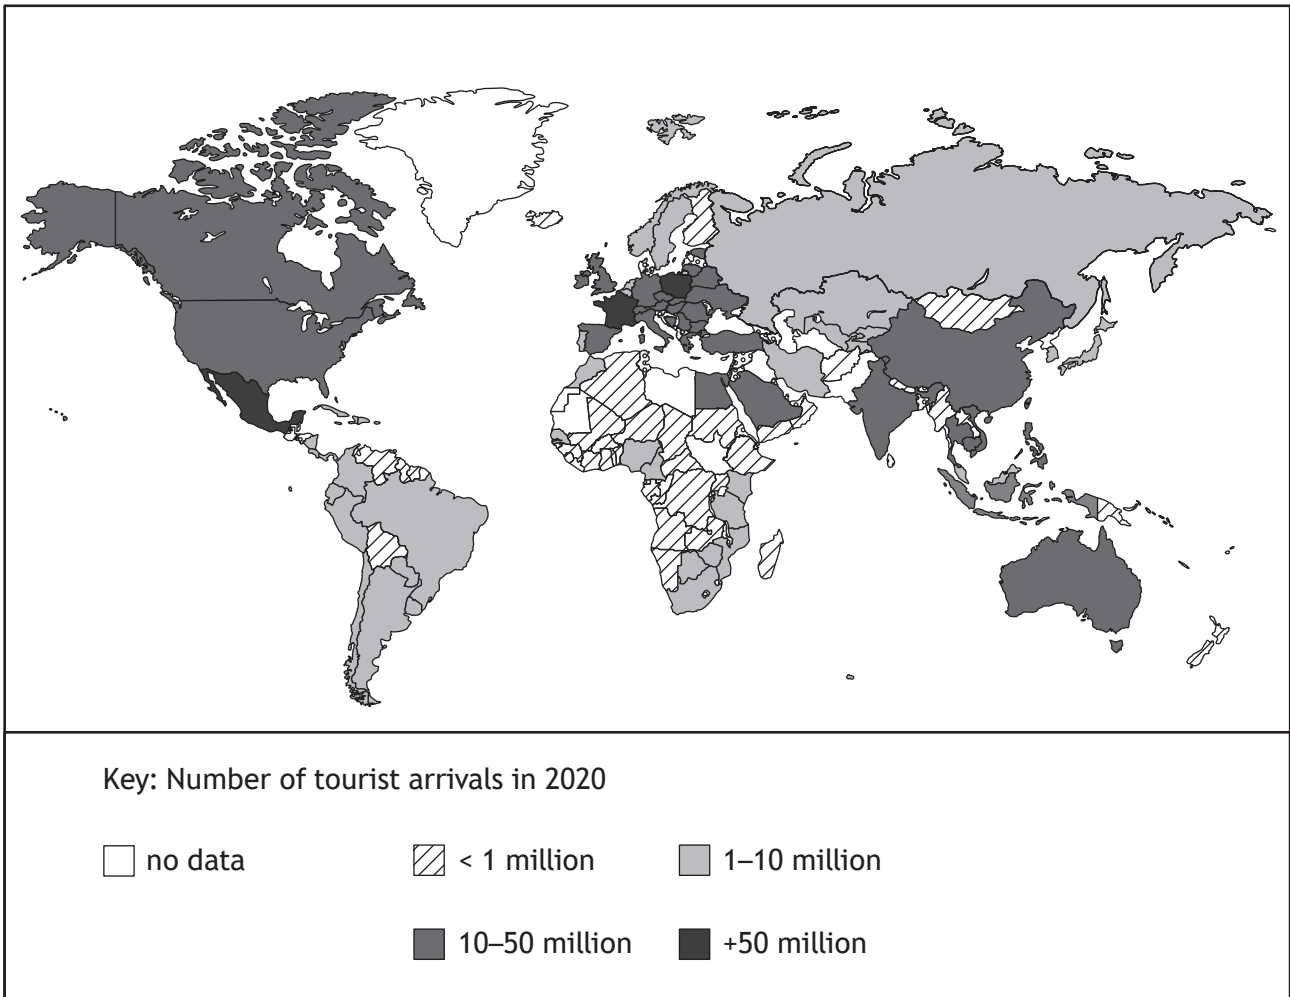 Key: Number of tourist arrivals in 2020
no data
< 1 million
1–10 million
10–50 million
+50 million